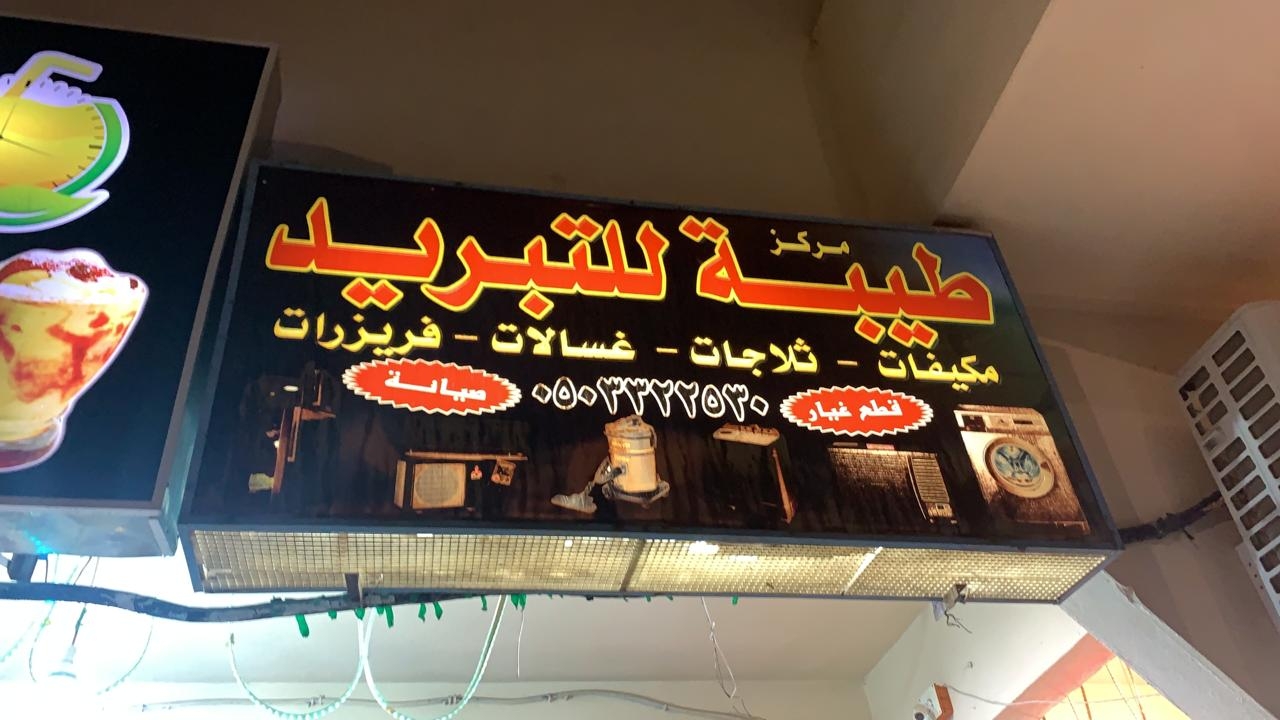 مركز
طيبة للتبريد
مكيفات - ثلاجات - غسالات - فريزرات
قطع غيار ٠٥٠٣٣٢٢٥٣٠ صيانة